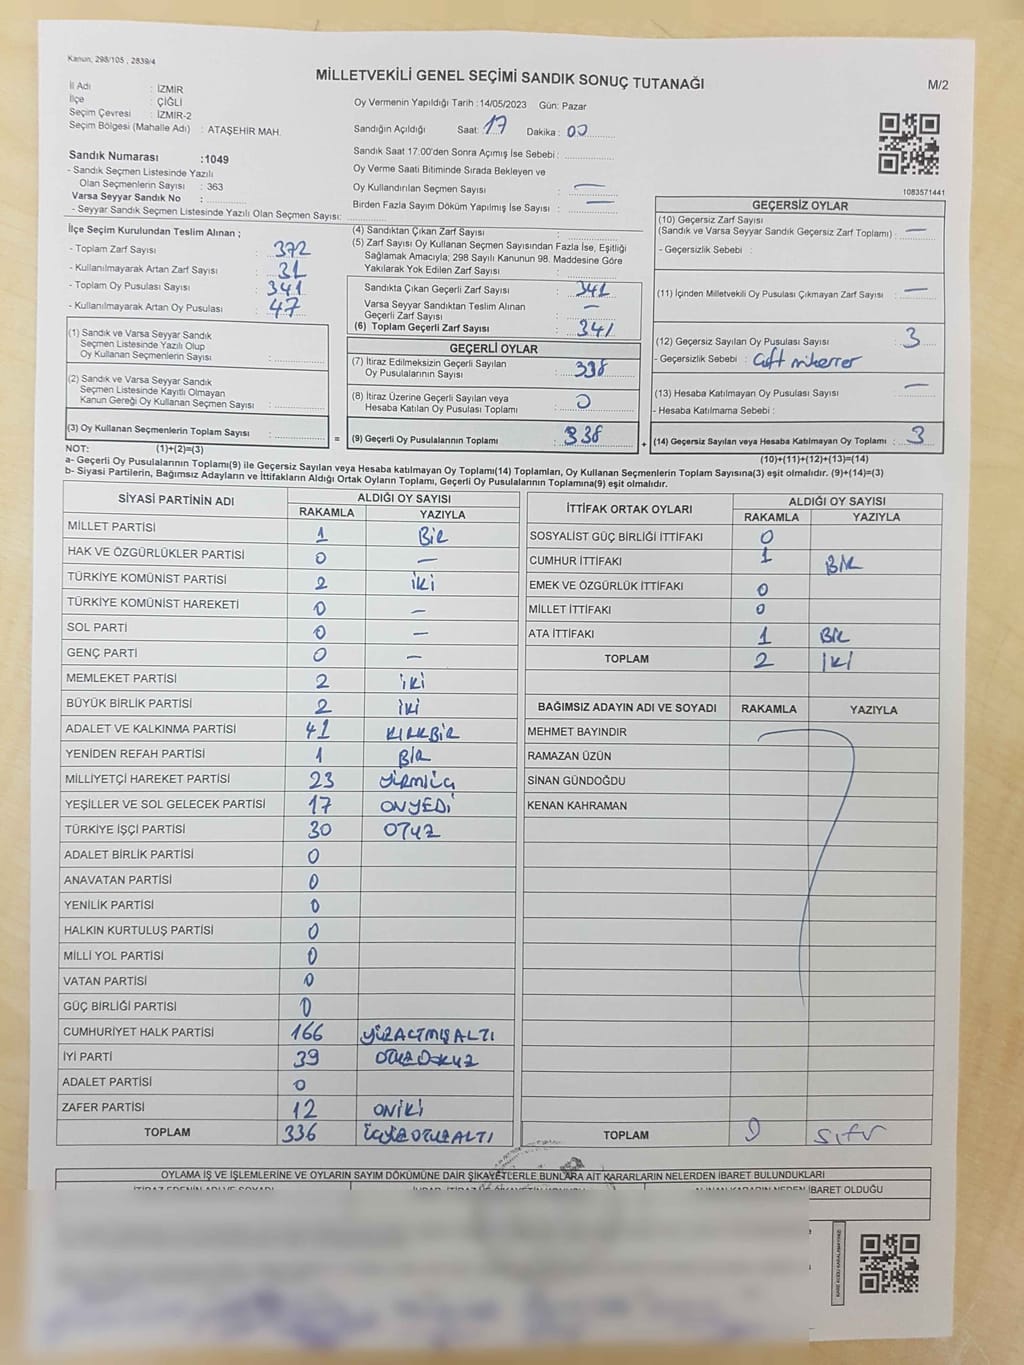 Kanun, 298/105 , 2839/4
MİLLETVEKİLİ GENEL SEÇİMİ SANDIK SONUÇ TUTANAĞI
M/2
İl Adı : İZMİR
İlçe : ÇİĞLİ
Seçim Çevresi : İZMİR-2
Seçim Bölgesi (Mahalle Adı) : ATAŞEHİR MAH.
Sandık Numarası :1049
- Sandık Seçmen Listesinde Yazılı
Olan Seçmenlerin Sayısı : 363
Varsa Seyyar Sandık No :
- Seyyar Sandık Seçmen Listesinde Yazılı Olan Seçmen Sayısı:
Oy Vermenin Yapıldığı Tarih :14/05/2023 Gün: Pazar
Sandığın Açıldığı Saat: 17 Dakika : 00
Sandık Saat 17:00'den Sonra Açımış İse Sebebi :
Oy Verme Saati Bitiminde Sırada Bekleyen ve
Oy Kullandırılan Seçmen Sayısı : —
Birden Fazla Sayım Döküm Yapılmış İse Sayısı : —
1083571441
İlçe Seçim Kurulundan Teslim Alınan ;
- Toplam Zarf Sayısı : 372
- Kullanılmayarak Artan Zarf Sayısı : 31
- Toplam Oy Pusulası Sayısı : 341
- Kullanılmayarak Artan Oy Pusulası : 47
(1) Sandık ve Varsa Seyyar Sandık
Seçmen Listesinde Yazılı Olup
Oy Kullanan Seçmenlerin Sayısı :
(2) Sandık ve Varsa Seyyar Sandık
Seçmen Listesinde Kayıtlı Olmayan
Kanun Gereği Oy Kullanan Seçmen Sayısı :
(3) Oy Kullanan Seçmenlerin Toplam Sayısı :
(4) Sandıktan Çıkan Zarf Sayısı :
(5) Zarf Sayısı Oy Kullanan Seçmen Sayısından Fazla İse, Eşitliği
Sağlamak Amacıyla; 298 Sayılı Kanunun 98. Maddesine Göre
Yakılarak Yok Edilen Zarf Sayısı :
Sandıkta Çıkan Geçerli Zarf Sayısı : 341
Varsa Seyyar Sandıktan Teslim Alınan
Geçerli Zarf Sayısı : —
(6) Toplam Geçerli Zarf Sayısı : 341
GEÇERLİ OYLAR
(7) İtiraz Edilmeksizin Geçerli Sayılan
Oy Pusulalarının Sayısı : 338
(8) İtiraz Üzerine Geçerli Sayılan veya
Hesaba Katılan Oy Pusulası Toplamı : 0
= (9) Geçerli Oy Pusulalarının Toplamı : 338
GEÇERSİZ OYLAR
(10) Geçersiz Zarf Sayısı
(Sandık ve Varsa Seyyar Sandık Geçersiz Zarf Toplamı) : —
- Geçersizlik Sebebi :
(11) İçinden Milletvekili Oy Pusulası Çıkmayan Zarf Sayısı : —
(12) Geçersiz Sayılan Oy Pusulası Sayısı : 3
- Geçersizlik Sebebi : Çift mükerrer
(13) Hesaba Katılmayan Oy Pusulası Sayısı : —
- Hesaba Katılmama Sebebi :
+ (14) Geçersiz Sayılan veya Hesaba Katılmayan Oy Toplamı : 3
NOT: (1)+(2)=(3) (10)+(11)+(12)+(13)=(14)
a- Geçerli Oy Pusulalarının Toplamı(9) ile Geçersiz Sayılan veya Hesaba katılmayan Oy Toplamı(14) Toplamları, Oy Kullanan Seçmenlerin Toplam Sayısına(3) eşit olmalıdır. (9)+(14)=(3)
b- Siyasi Partilerin, Bağımsız Adayların ve İttifakların Aldığı Ortak Oyların Toplamı, Geçerli Oy Pusulalarının Toplamına(9) eşit olmalıdır.
SİYASİ PARTİNİN ADI ALDIĞI OY SAYISI
RAKAMLA YAZIYLA
MİLLET PARTİSİ 1 BİR
HAK VE ÖZGÜRLÜKLER PARTİSİ 0 —
TÜRKİYE KOMÜNİST PARTİSİ 2 İKİ
TÜRKİYE KOMÜNİST HAREKETİ 0 —
SOL PARTİ 0 —
GENÇ PARTİ 0 —
MEMLEKET PARTİSİ 2 İKİ
BÜYÜK BİRLİK PARTİSİ 2 İKİ
ADALET VE KALKINMA PARTİSİ 41 KIRKBİR
YENİDEN REFAH PARTİSİ 1 BİR
MİLLİYETÇİ HAREKET PARTİSİ 23 YİRMİÜÇ
YEŞİLLER VE SOL GELECEK PARTİSİ 17 ONYEDİ
TÜRKİYE İŞÇİ PARTİSİ 30 OTUZ
ADALET BİRLİK PARTİSİ 0
ANAVATAN PARTİSİ 0
YENİLİK PARTİSİ 0
HALKIN KURTULUŞ PARTİSİ 0
MİLLİ YOL PARTİSİ 0
VATAN PARTİSİ 0
GÜÇ BİRLİĞİ PARTİSİ 0
CUMHURİYET HALK PARTİSİ 166 YÜZALTMIŞALTI
İYİ PARTİ 39 OTUZDOKUZ
ADALET PARTİSİ 0
ZAFER PARTİSİ 12 ONİKİ
TOPLAM 336 ÜÇYÜZOTUZALTI
İTTİFAK ORTAK OYLARI ALDIĞI OY SAYISI
RAKAMLA YAZIYLA
SOSYALİST GÜÇ BİRLİĞİ İTTİFAKI 0
CUMHUR İTTİFAKI 1 BİR
EMEK VE ÖZGÜRLÜK İTTİFAKI 0
MİLLET İTTİFAKI 0
ATA İTTİFAKI 1 BİR
TOPLAM 2 İKİ
BAĞIMSIZ ADAYIN ADI VE SOYADI RAKAMLA YAZIYLA
MEHMET BAYINDIR
RAMAZAN ÜZÜN
SİNAN GÜNDOĞDU
KENAN KAHRAMAN
TOPLAM 0 Sıfır
OYLAMA İŞ VE İŞLEMLERİNE VE OYLARIN SAYIM DÖKÜMÜNE DAİR ŞİKAYETLERLE BUNLARA AİT KARARLARIN NELERDEN İBARET BULUNDUKLARI
ALINAN KARARIN NEDEN İBARET OLDUĞU